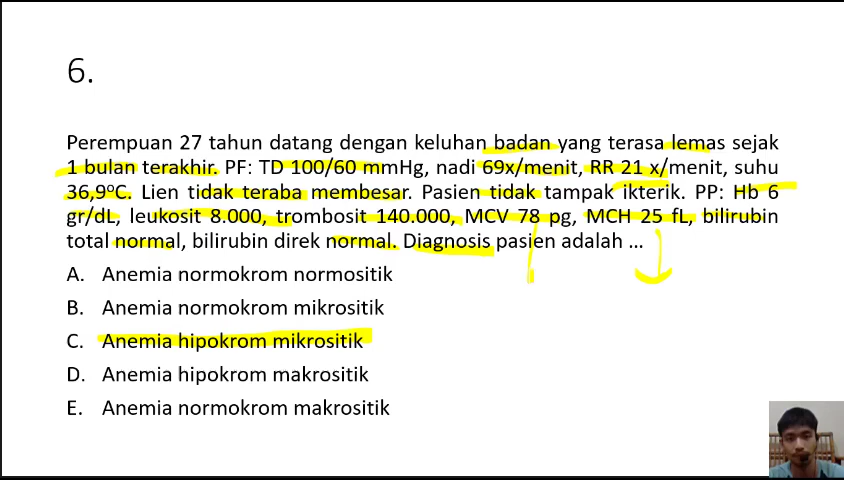 6.
Perempuan 27 tahun datang dengan keluhan badan yang terasa lemas sejak
1 bulan terakhir. PF: TD 100/60 mmHg, nadi 69x/menit, RR 21 x/menit, suhu
36,9°C. Lien tidak teraba membesar. Pasien tidak tampak ikterik. PP: Hb 6
gr/dL, leukosit 8.000, trombosit 140.000, MCV 78 pg, MCH 25 fL, bilirubin
total normal, bilirubin direk normal. Diagnosis pasien adalah ...
A. Anemia normokrom normositik
B. Anemia normokrom mikrositik
C. Anemia hipokrom mikrositik
D. Anemia hipokrom makrositik
E. Anemia normokrom makrositik